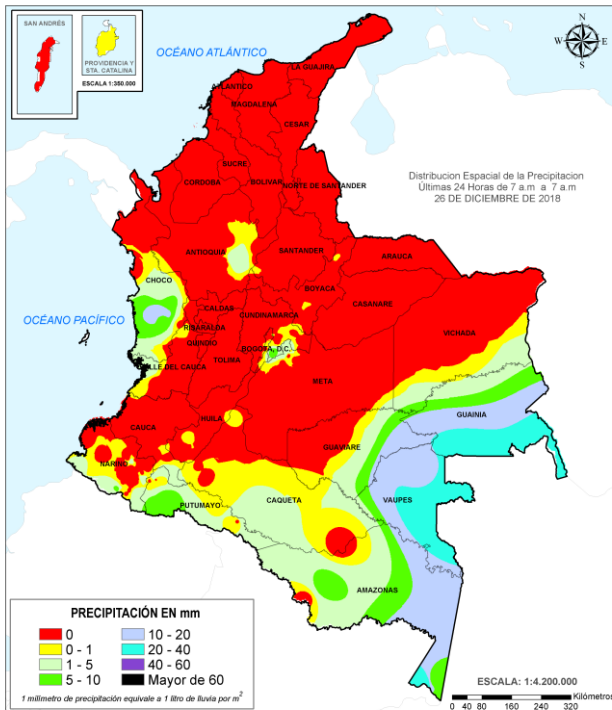 SAN ANDRÉS
PROVIDENCIA Y
STA. CATALINA
ESCALA 1:350.000
OCÉANO ATLÁNTICO
N
W E
S
LA GUAJIRA
ATLANTICO
MAGDALENA
CESAR
Distribucion Espacial de la Precipitacion
Últimas 24 Horas de 7 a.m a 7 a.m
26 DE DICIEMBRE DE 2018
SUCRE
CORDOBA
BOLIVAR
NORTE DE SANTANDER
ANTIOQUIA
SANTANDER
ARAUCA
CHOCO
BOYACA
CASANARE
OCÉANO PACÍFICO
CALDAS
CUNDINAMARCA
RISARALDA
VICHADA
QUINDIO
BOGOTA, D.C.
VALLE DEL CAUCA
TOLIMA
META
GUAINIA
HUILA
CAUCA
GUAVIARE
NARIÑO
CAQUETA
VAUPES
PUTUMAYO
AMAZONAS
PRECIPITACIÓN EN mm
0
0 - 1
1 - 5
5 - 10
10 - 20
20 - 40
40 - 60
Mayor de 60
1 milímetro de precipitación equivale a 1 litro de lluvia por m2
ESCALA: 1:4.200.000
Kilómetros
0 40 80 160 240 320